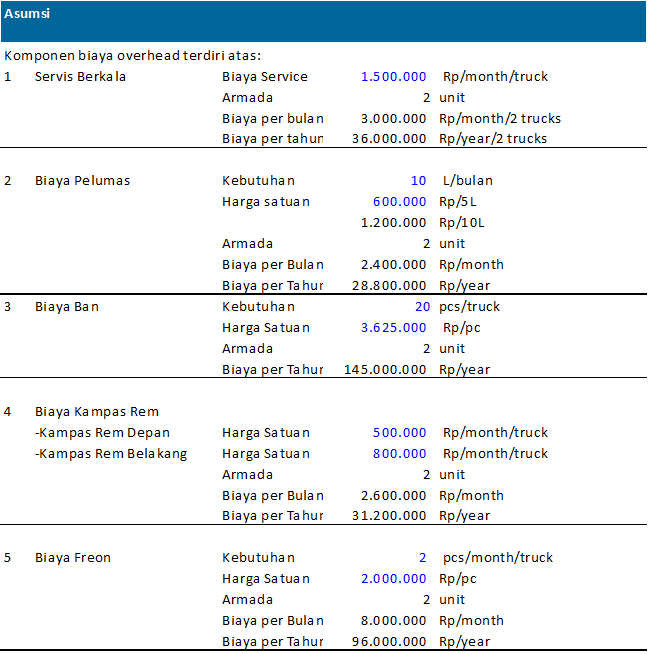 Asumsi
Komponen biaya overhead terdiri atas:
1 Servis Berkala Biaya Service 1.500.000 Rp/month/truck
Armada 2 unit
Biaya per bulan 3.000.000 Rp/month/2 trucks
Biaya per tahun 36.000.000 Rp/year/2 trucks
2 Biaya Pelumas Kebutuhan 10 L/bulan
Harga satuan 600.000 Rp/5L
1.200.000 Rp/10L
Armada 2 unit
Biaya per Bulan 2.400.000 Rp/month
Biaya per Tahur 28.800.000 Rp/year
3 Biaya Ban Kebutuhan 20 pcs/truck
Harga Satuan 3.625.000 Rp/pc
Armada 2 unit
Biaya per Tahur 145.000.000 Rp/year
4 Biaya Kampas Rem
-Kampas Rem Depan Harga Satuan 500.000 Rp/month/truck
-Kampas Rem Belakang Harga Satuan 800.000 Rp/month/truck
Armada 2 unit
Biaya per Bulan 2.600.000 Rp/month
Biaya per Tahur 31.200.000 Rp/year
5 Biaya Freon Kebutuhan 2 pcs/month/truck
Harga Satuan 2.000.000 Rp/pc
Armada 2 unit
Biaya per Bulan 8.000.000 Rp/month
Biaya per Tahur 96.000.000 Rp/year